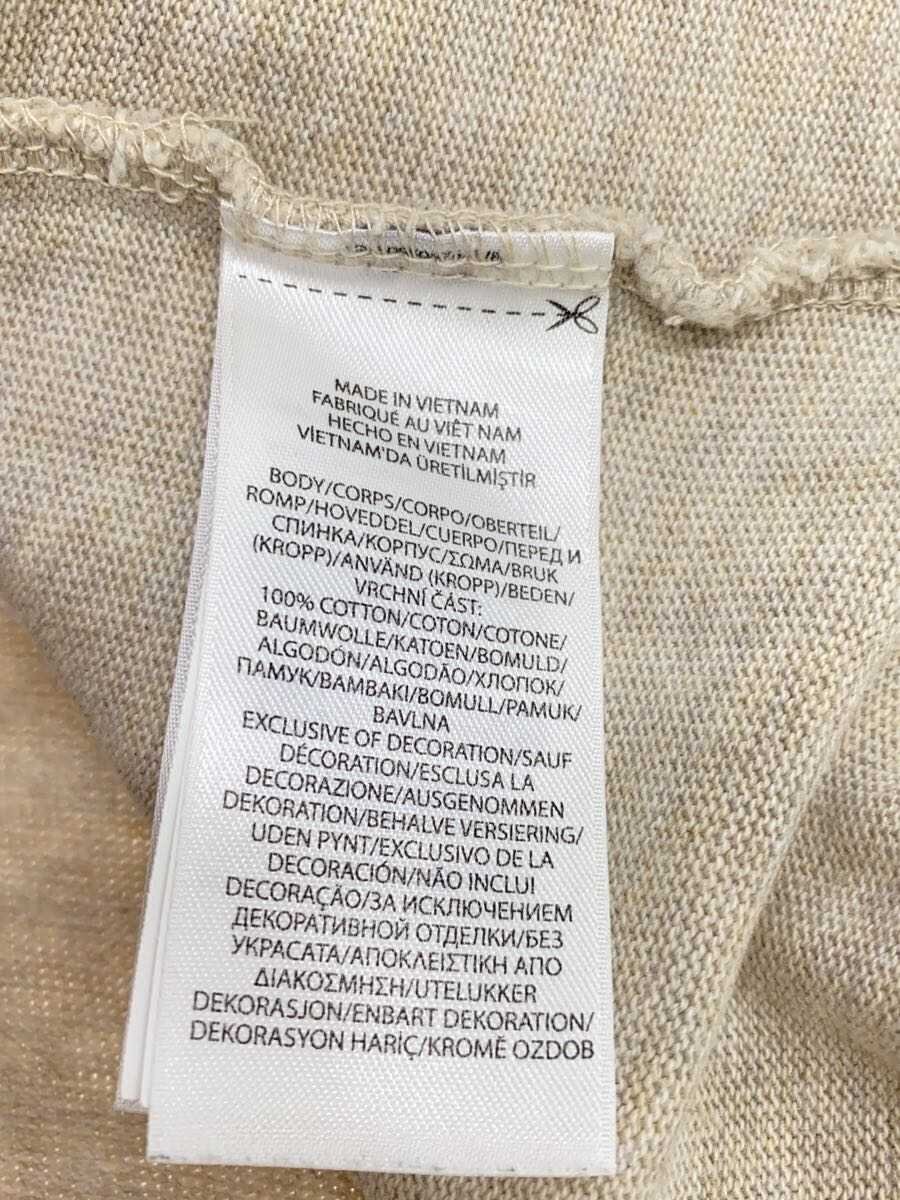 MADE IN VIETNAM
FABRIQUÉ AU VIÊT NAM
HECHO EN VIETNAM
VİETNAM'DA ÜRETİLMİŞTİR
BODY/CORPS/CORPO/OBERTEIL/
ROMP/HOVEDDEL/CUERPO/ПЕРЕД И
СПИНКА/КОРПУС/ΣΩΜΑ/BRUK
(KROPP)/ANVÄND (KROPP)/BEDEN/
VRCHNÍ ČÁST:
100% COTTON/COTON/COTONE/
BAUMWOLLE/KATOEN/BOMULD/
ALGODÓN/ALGODÃO/ХЛОПОК/
ПАМУК/BAMBAKI/BOMULL/PAMUK/
BAVLNA
EXCLUSIVE OF DECORATION/SAUF
DÉCORATION/ESCLUSA LA
DECORAZIONE/AUSGENOMMEN
DEKORATION/BEHALVE VERSIERING/
UDEN PYNT/EXCLUSIVO DE LA
DECORACIÓN/NÃO INCLUI
DECORAÇÃO/ЗА ИСКЛЮЧЕНИЕМ
ДЕКОРАТИВНОЙ ОТДЕЛКИ/БЕЗ
УКРАСАТА/ΑΠΟΚΛΕΙΣΤΙΚΗ ΑΠΟ
ΔΙΑΚΟΣΜΗΣΗ/UTELUKKER
DEKORASJON/ENBART DEKORATION/
DEKORASYON HARİÇ/KROMĚ OZDOB